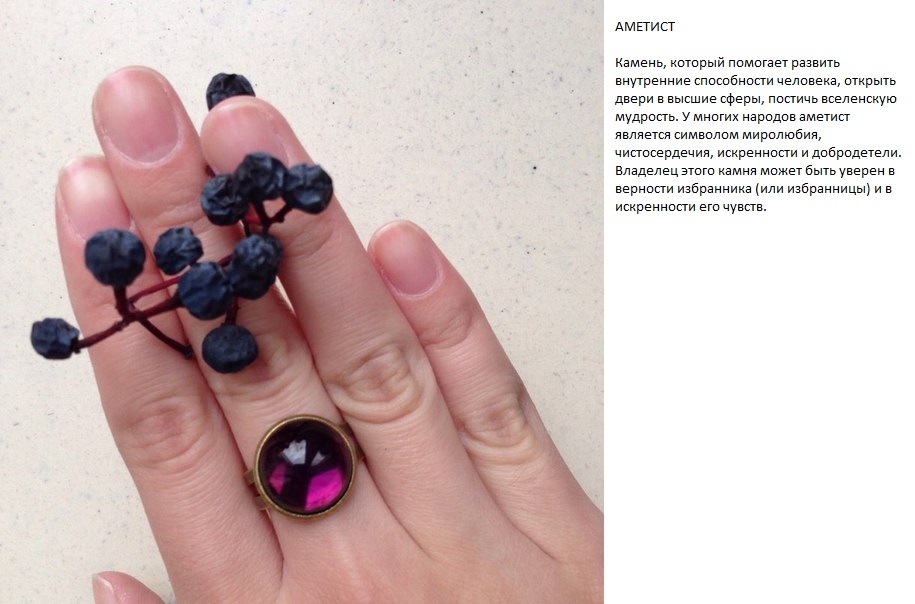 АМЕТИСТ
Камень, который помогает развить
внутренние способности человека, открыть
двери в высшие сферы, постичь вселенскую
мудрость. У многих народов аметист
является символом миролюбия,
чистосердечия, искренности и добродетели.
Владелец этого камня может быть уверен в
верности избранника (или избранницы) и в
искренности его чувств.